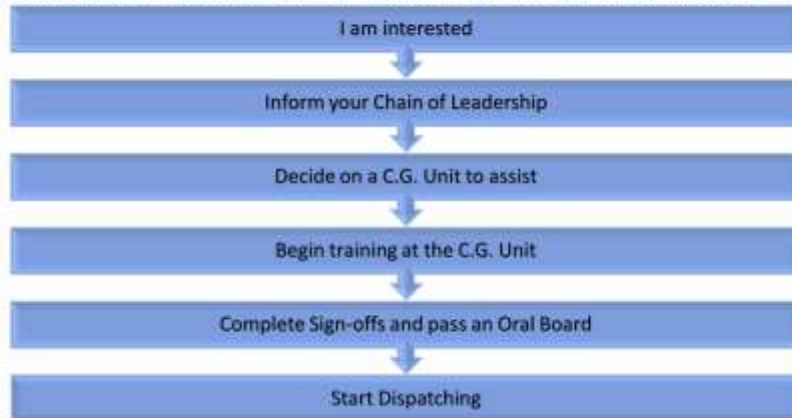 I am interested
Inform your Chain of Leadership
Decide on a C.G. Unit to assist
Begin training at the C.G. Unit
Complete Sign-offs and pass an Oral Board
Start Dispatching